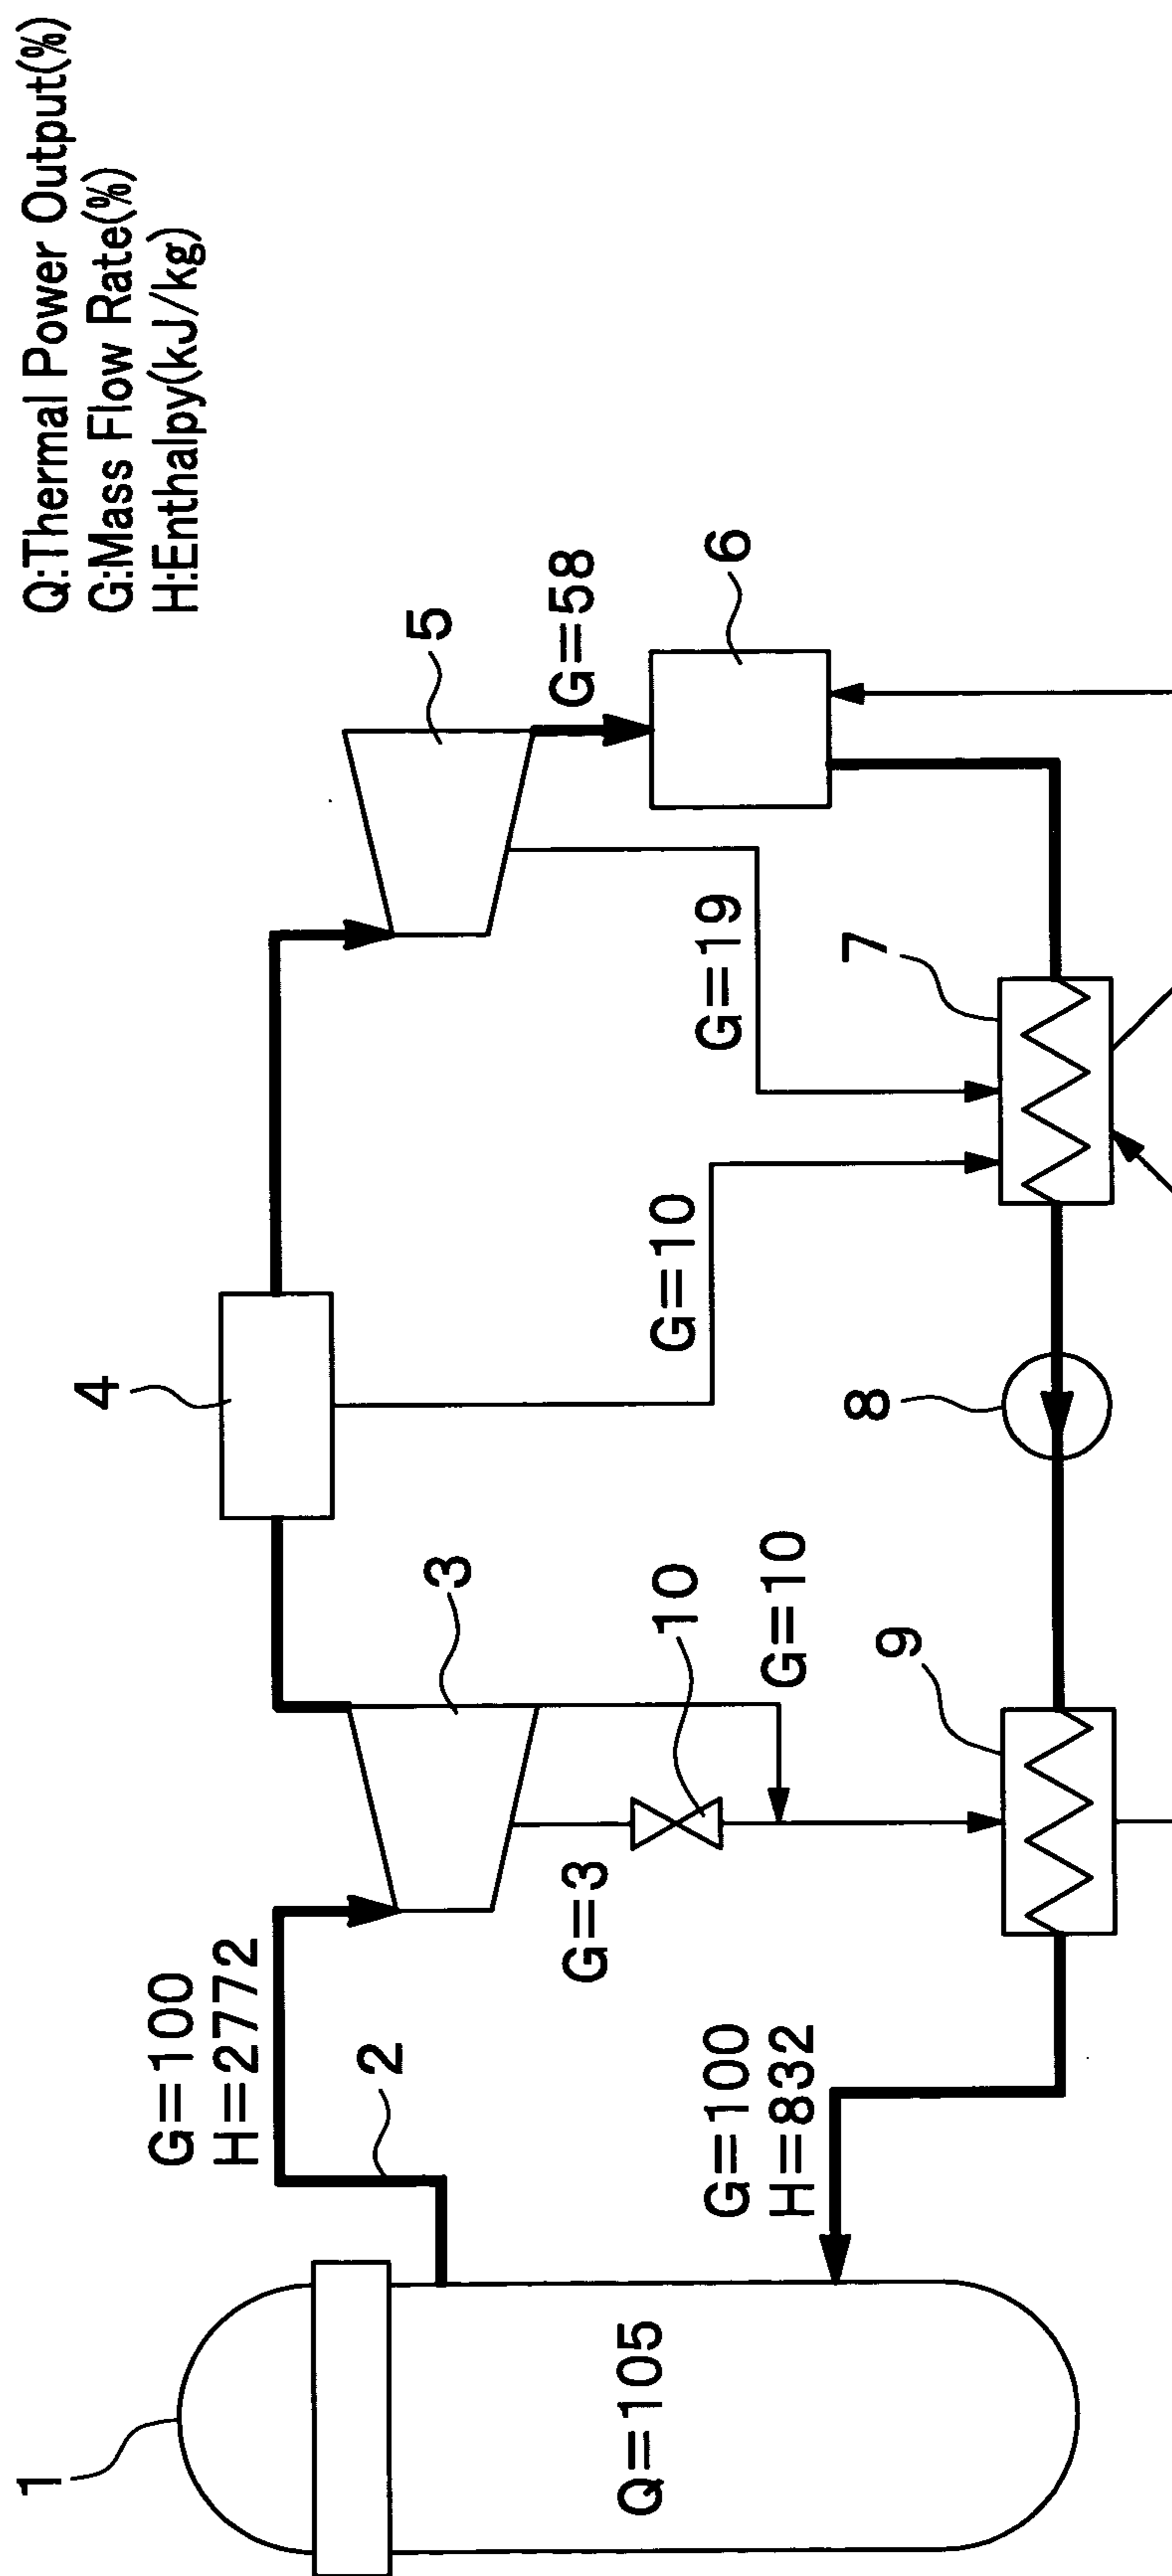 Q:Thermal Power Output(%)
G:Mass Flow Rate(%)
H:Enthalpy(kJ/kg)
1
Q=105
2
G=100
H=2772
3
4
5
G=58
6
G=3
10
G=10
G=10
G=19
7
8
9
G=100
H=832